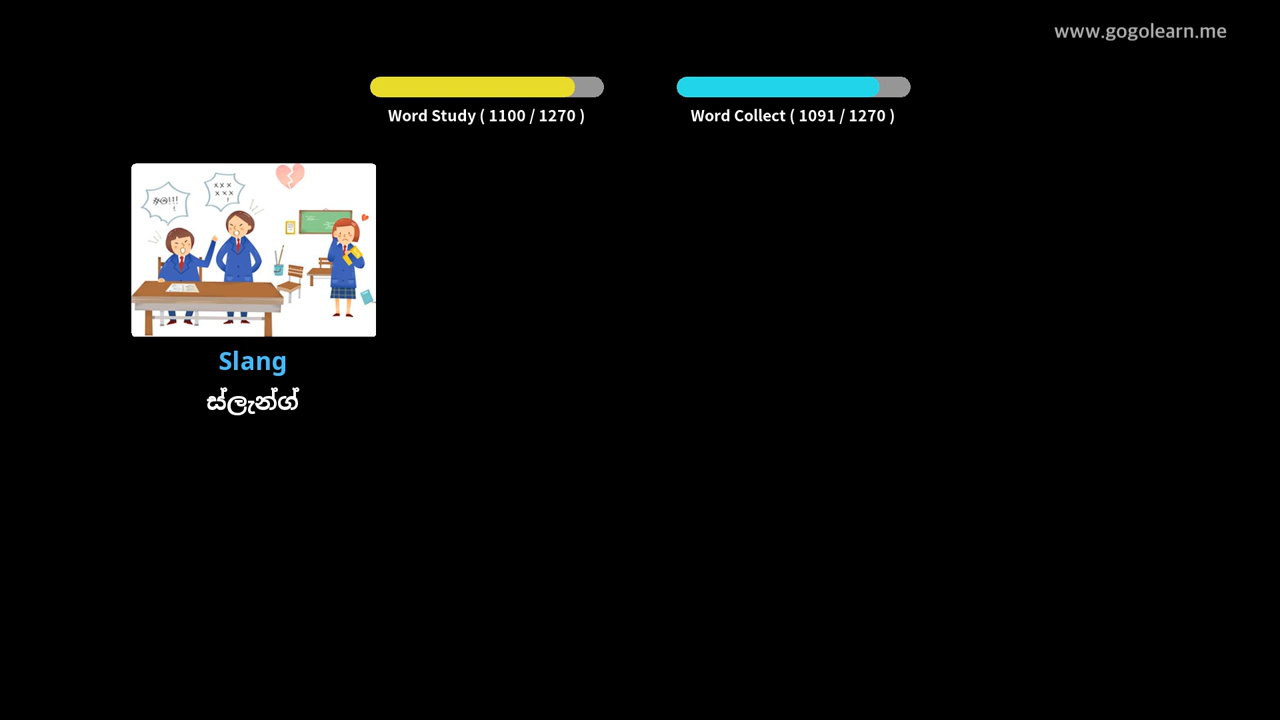 www.gogolearn.me
Word Study ( 1100 / 1270 )
Word Collect ( 1091 / 1270 )
#@!!!
!
x x x
x x x
!
Slang
ස්ලැන්ග්